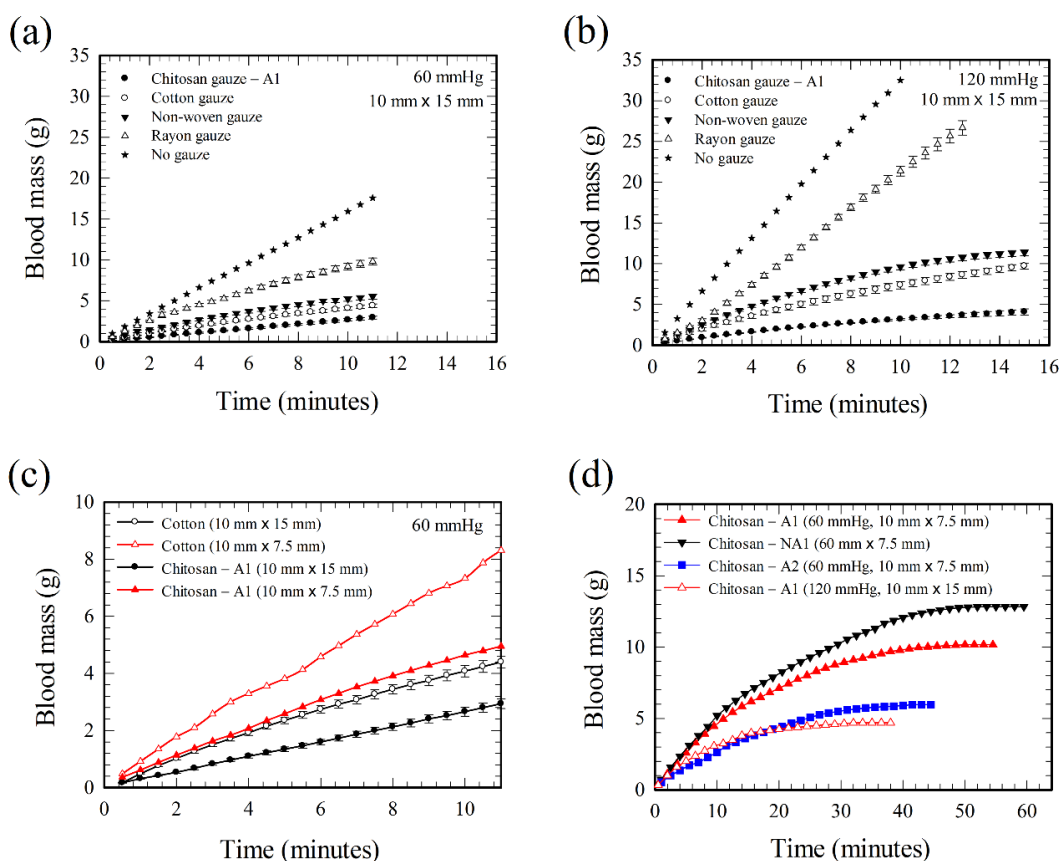 (a)
35
30
25
20
15
10
5
0
Blood mass (g)
Chitosan gauze – A1
Cotton gauze
Non-woven gauze
Rayon gauze
No gauze
60 mmHg
10 mm x 15 mm
0 2 4 6 8 10 12 14 16
Time (minutes)
(b)
35
30
25
20
15
10
5
0
Blood mass (g)
Chitosan gauze – A1
Cotton gauze
Non-woven gauze
Rayon gauze
No gauze
120 mmHg
10 mm x 15 mm
0 2 4 6 8 10 12 14 16
Time (minutes)
(c)
10
8
6
4
2
0
Blood mass (g)
Cotton (10 mm x 15 mm)
Cotton (10 mm x 7.5 mm)
Chitosan – A1 (10 mm x 15 mm)
Chitosan – A1 (10 mm x 7.5 mm)
60 mmHg
0 2 4 6 8 10
Time (minutes)
(d)
20
15
10
5
0
Blood mass (g)
Chitosan – A1 (60 mmHg, 10 mm x 7.5 mm)
Chitosan – NA1 (60 mm x 7.5 mm)
Chitosan – A2 (60 mmHg, 10 mm x 7.5 mm)
Chitosan – A1 (120 mmHg, 10 mm x 15 mm)
0 10 20 30 40 50 60
Time (minutes)